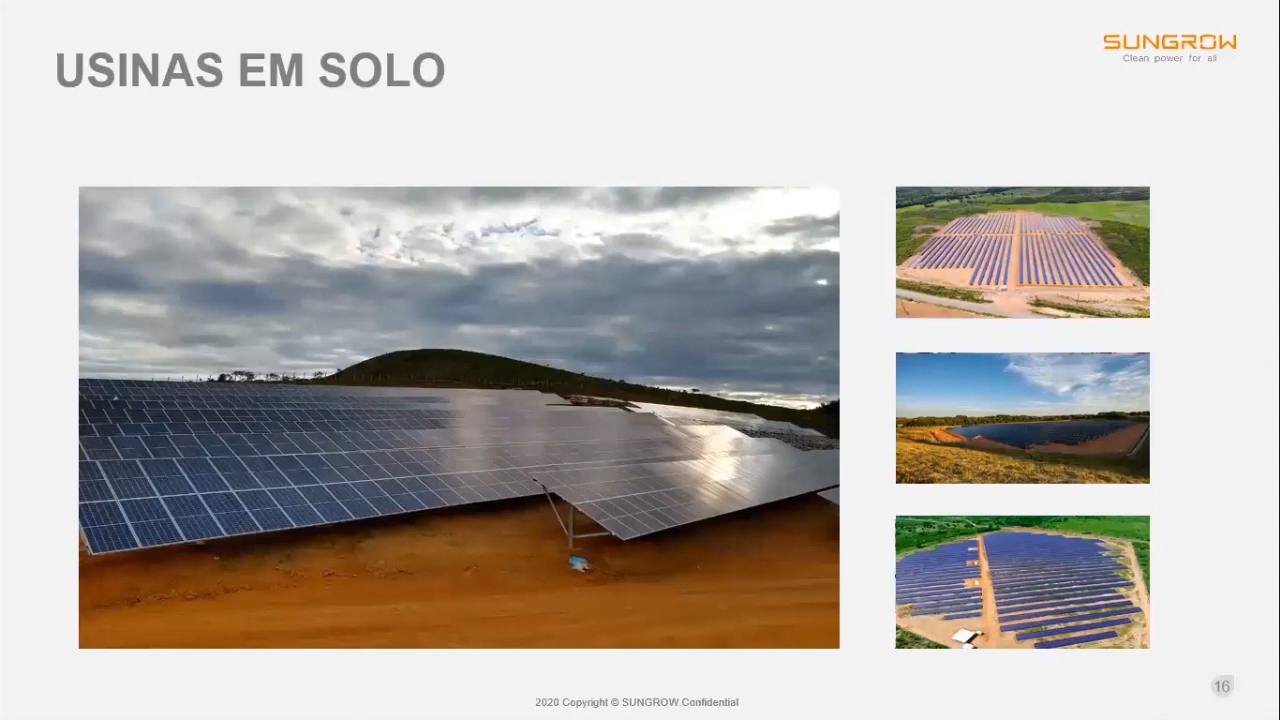 USINAS EM SOLO
SUNGROW
Clean power for all
2020 Copyright © SUNGROW Confidential
16